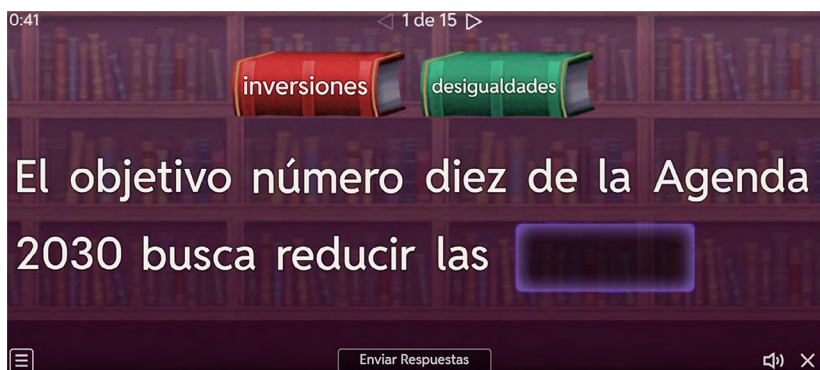 0:41
1 de 15
inversiones
desigualdades
El objetivo número diez de la Agenda
2030 busca reducir las
Enviar Respuestas